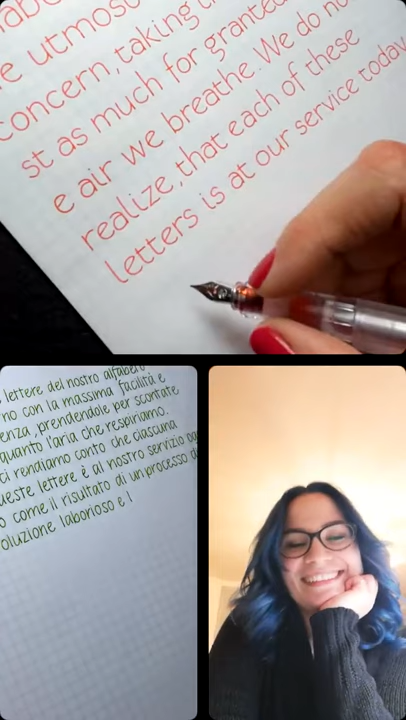 e utmost
concern, taking
st as much for granted
e air we breathe. We do no
realize, that each of these
letters is at our service today
lettere del nostro alfabeto
no con la massima facilità e
enza, prendendole per scontate
quanto l'aria che respiriamo.
ci rendiamo conto che ciascuna
ueste lettere è al nostro servizio og
o come il risultato di un processo di
oluzione laborioso e l